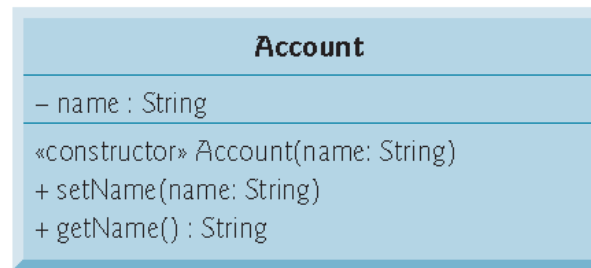 Account
– name : String
«constructor» Account(name: String)
+ setName(name: String)
+ getName() : String